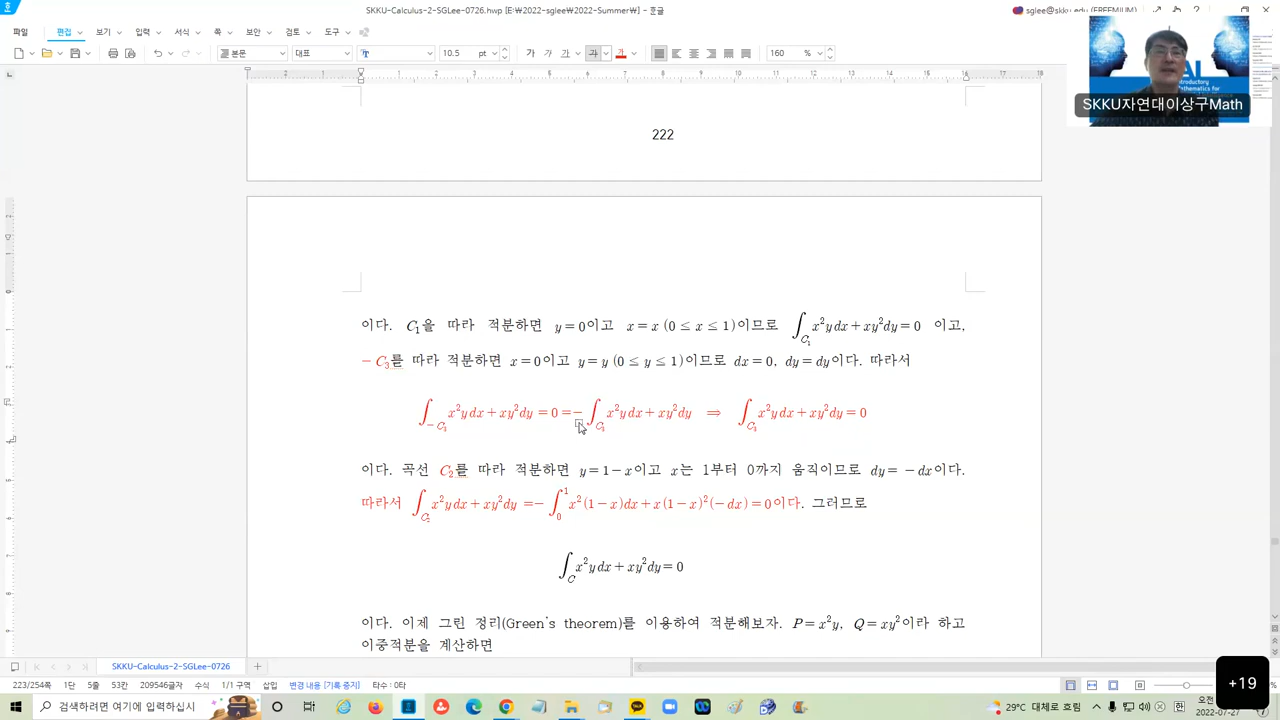 SKKU-Calculus-2-SGLee-0726.hwp [E:₩2022-sglee₩2022-Summer₩] - 한글
파일 편집 보기 입력 서식 쪽 보안 검토 도구
본문 대표 10.5 가 가 160
SKKU자연대이상구Math
222
이다. C₁을 따라 적분하면 y=0이고 x=x (0≤x≤1)이므로 ∫_{C₁} x²y dx + xy² dy = 0 이고,
−C₃를 따라 적분하면 x=0이고 y=y (0≤y≤1)이므로 dx=0, dy=dy이다. 따라서
∫_{−C₃} x²y dx + xy² dy = 0 = −∫_{C₃} x²y dx + xy² dy ⇒ ∫_{C₃} x²y dx + xy² dy = 0
이다. 곡선 C₂를 따라 적분하면 y=1−x이고 x는 1부터 0까지 움직이므로 dy=−dx이다.
따라서 ∫_{C₂} x²y dx + xy² dy = −∫₀¹ x²(1−x)dx + x(1−x)²(−dx) = 0이다. 그러므로
∫_C x²y dx + xy² dy = 0
이다. 이제 그린 정리(Green's theorem)를 이용하여 적분해보자. P=x²y, Q=xy²이라 하고
이중적분을 계산하면
SKKU-Calculus-2-SGLee-0726
223/254쪽 1단 5줄 53칸 209546글자 수식 1/1 구역 삽입 변경 내용 [기록 중지] 타수 : 0타
+19
검색하려면 여기에 입력하십시
29℃ 대체로 흐림
2022-07-27